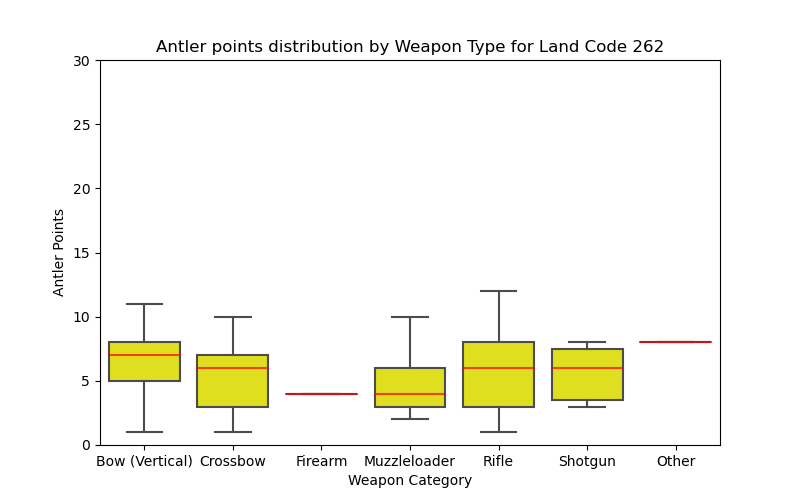 Antler points distribution by Weapon Type for Land Code 262
30
25
20
15
10
5
0
Antler Points
Bow (Vertical) Crossbow Firearm Muzzleloader Rifle Shotgun Other
Weapon Category